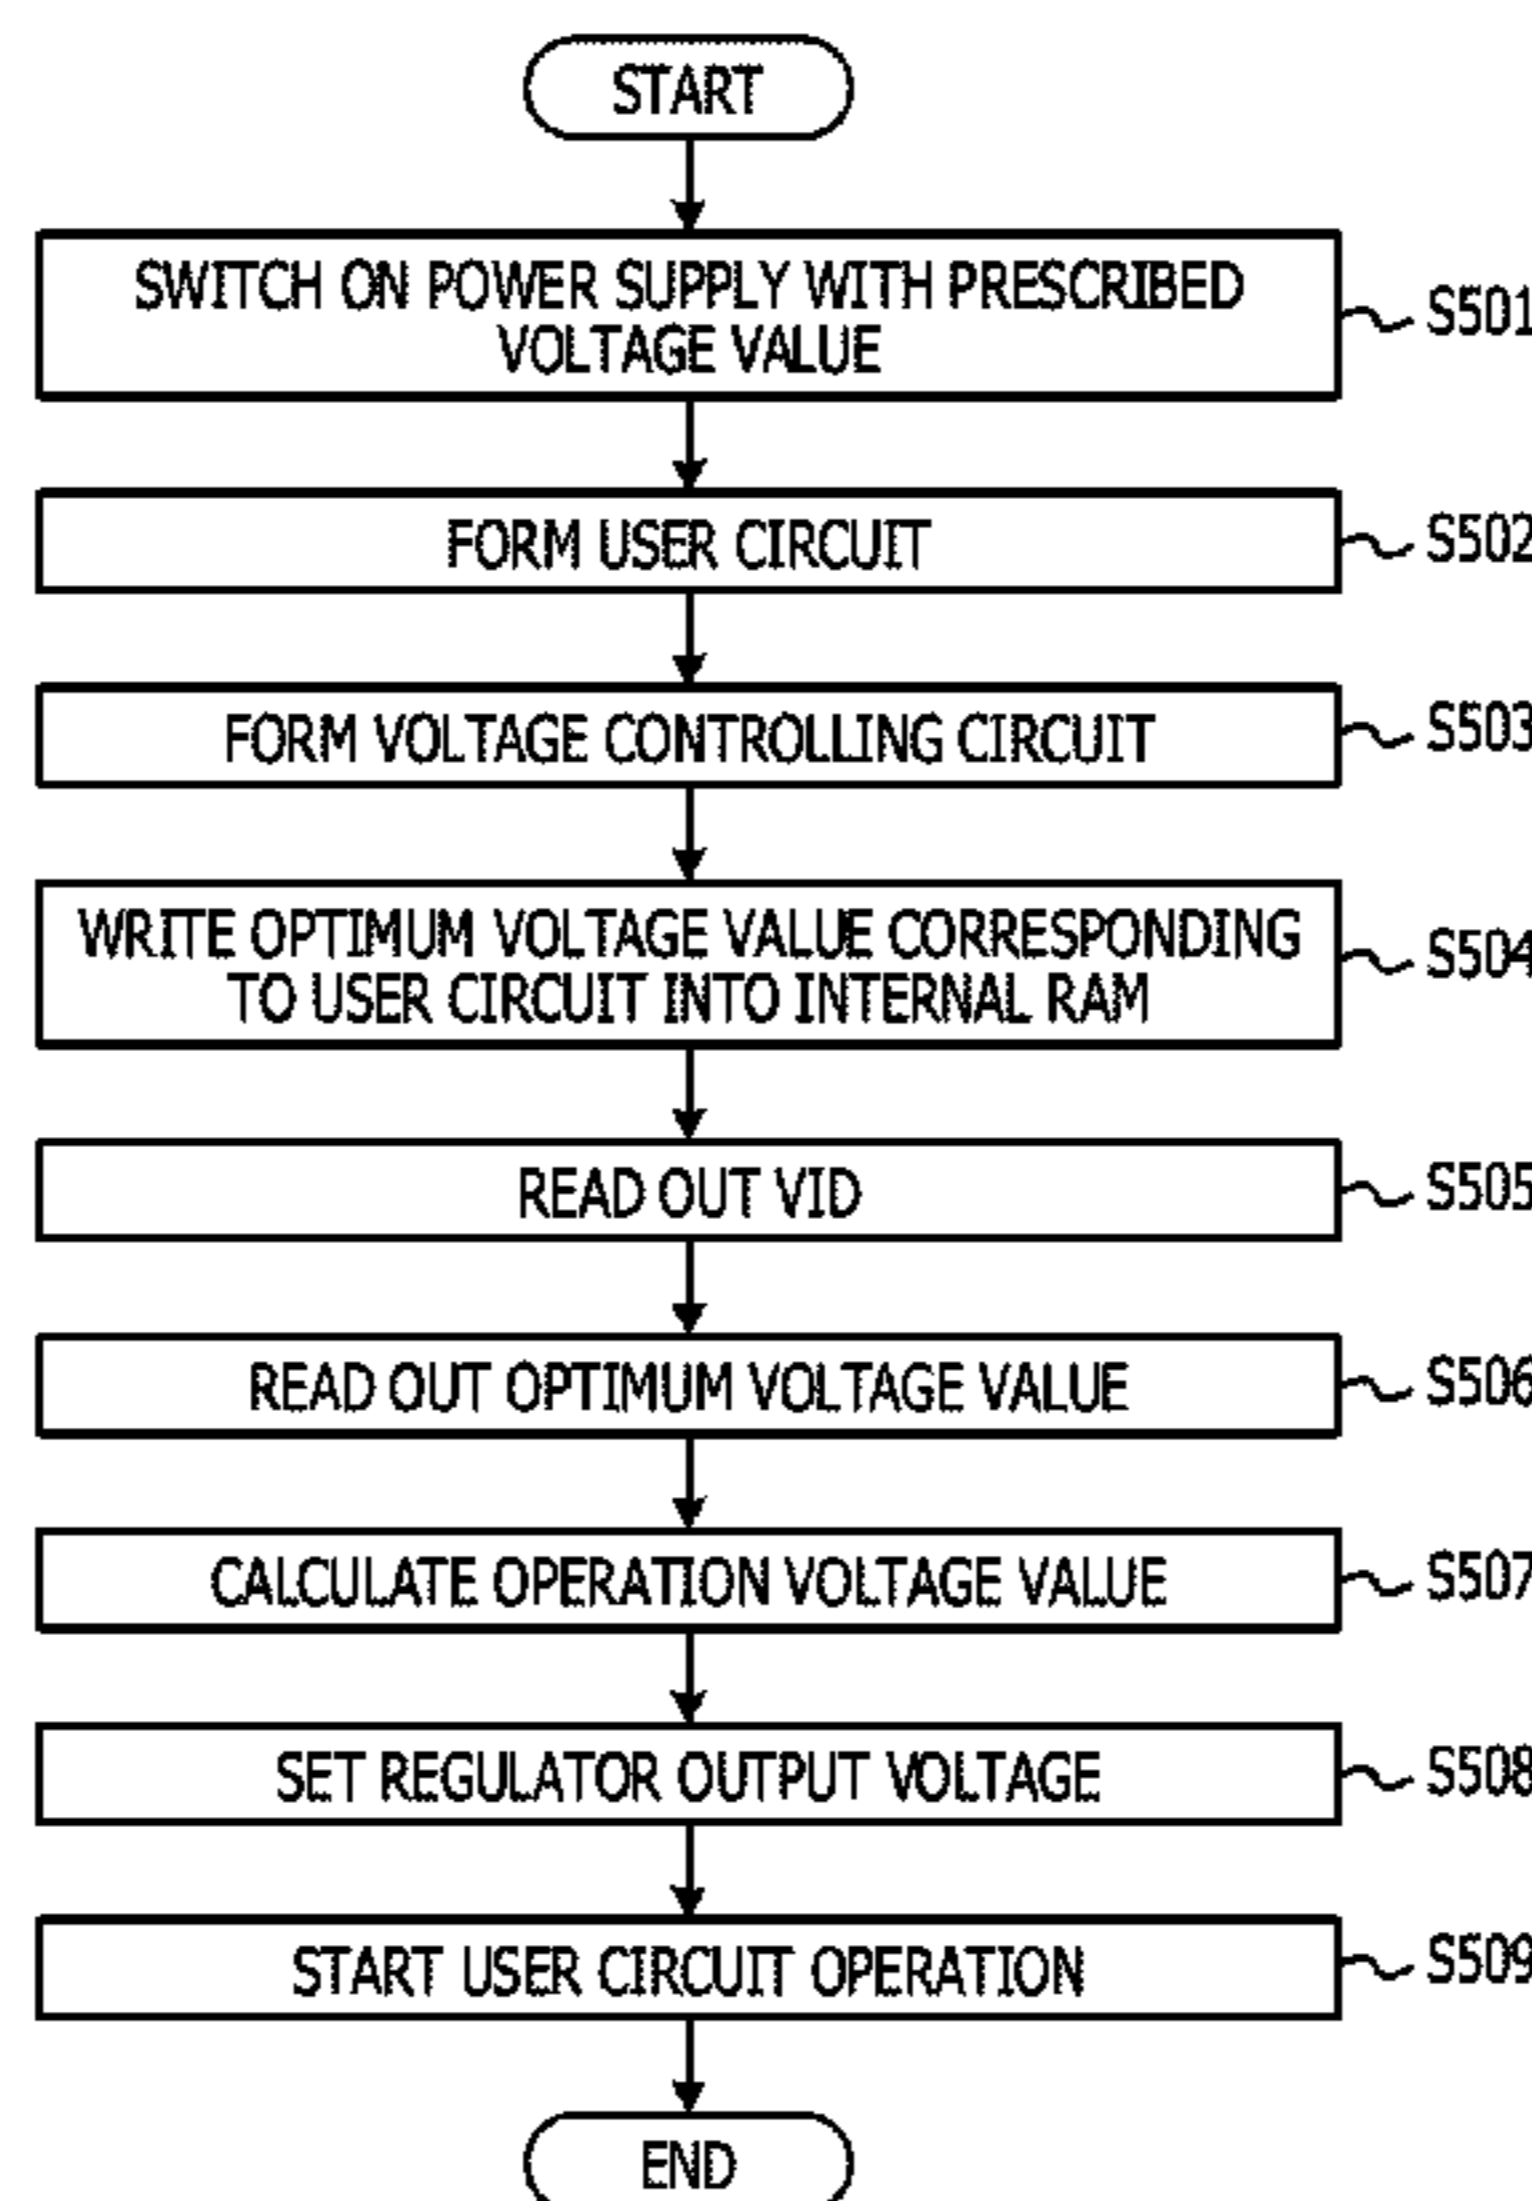 START
SWITCH ON POWER SUPPLY WITH PRESCRIBED
VOLTAGE VALUE
S501
FORM USER CIRCUIT
S502
FORM VOLTAGE CONTROLLING CIRCUIT
S503
WRITE OPTIMUM VOLTAGE VALUE CORRESPONDING
TO USER CIRCUIT INTO INTERNAL RAM
S504
READ OUT VID
S505
READ OUT OPTIMUM VOLTAGE VALUE
S506
CALCULATE OPERATION VOLTAGE VALUE
S507
SET REGULATOR OUTPUT VOLTAGE
S508
START USER CIRCUIT OPERATION
S509
END